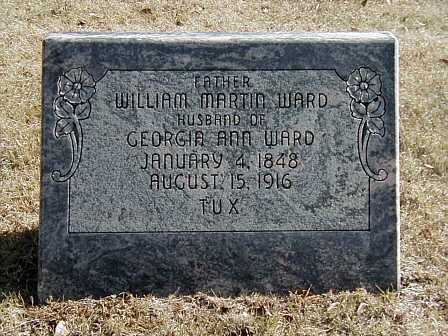 FATHER
WILLIAM MARTIN WARD
HUSBAND OF
GEORGIA ANN WARD
JANUARY 4, 1848
AUGUST 15, 1916
TUX